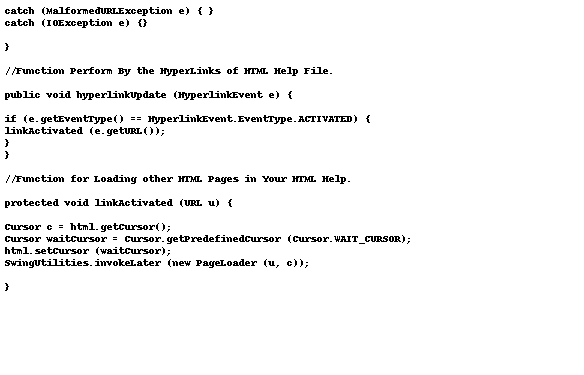 catch (MalformedURLException e) { }
catch (IOException e) {}
}
//Function Perform By the HyperLinks of HTML Help File.
public void hyperlinkUpdate (HyperlinkEvent e) {
if (e.getEventType() == HyperlinkEvent.EventType.ACTIVATED) {
linkActivated (e.getURL());
}
}
//Function for Loading other HTML Pages in Your HTML Help.
protected void linkActivated (URL u) {
Cursor c = html.getCursor();
Cursor waitCursor = Cursor.getPredefinedCursor (Cursor.WAIT_CURSOR);
html.setCursor (waitCursor);
SwingUtilities.invokeLater (new PageLoader (u, c));
}